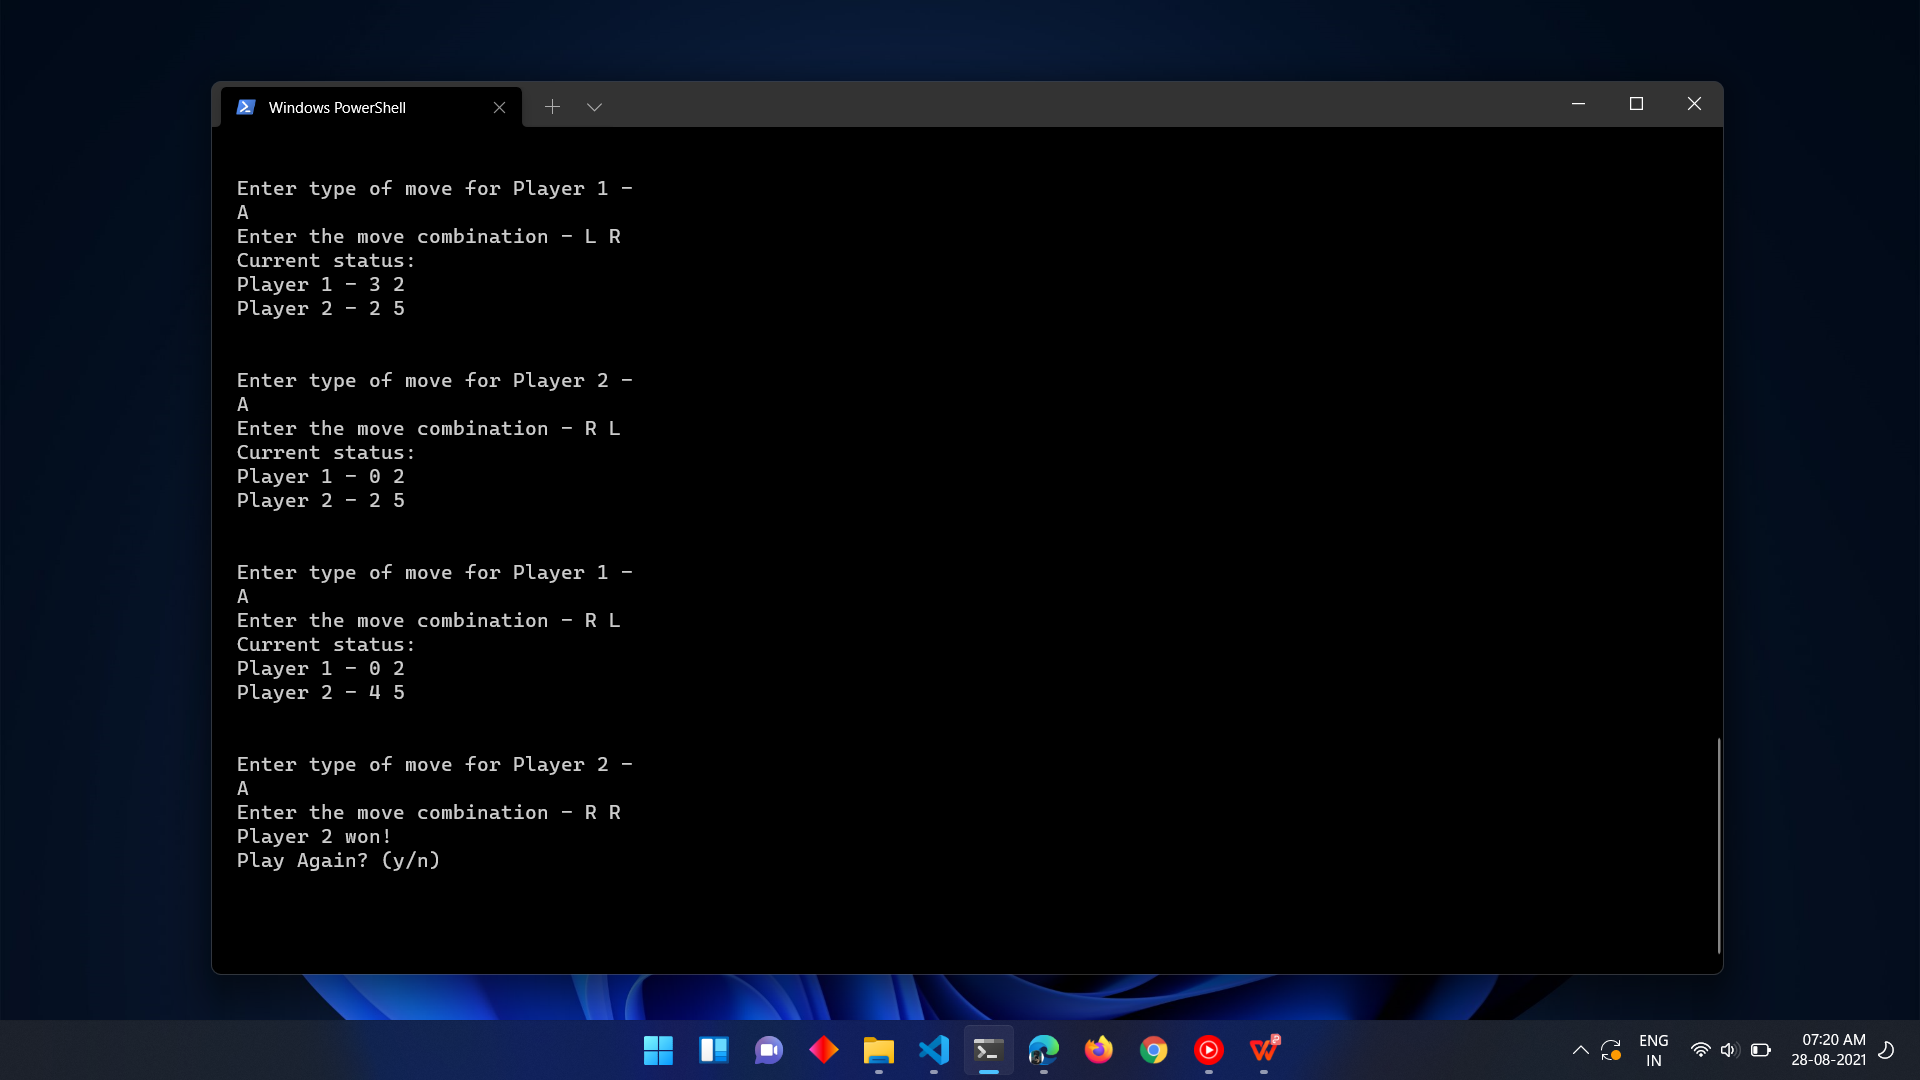 Windows PowerShell
Enter type of move for Player 1 -
A
Enter the move combination - L R
Current status:
Player 1 - 3 2
Player 2 - 2 5
Enter type of move for Player 2 -
A
Enter the move combination - R L
Current status:
Player 1 - 0 2
Player 2 - 2 5
Enter type of move for Player 1 -
A
Enter the move combination - R L
Current status:
Player 1 - 0 2
Player 2 - 4 5
Enter type of move for Player 2 -
A
Enter the move combination - R R
Player 2 won!
Play Again? (y/n)
ENG
IN
07:20 AM
28-08-2021